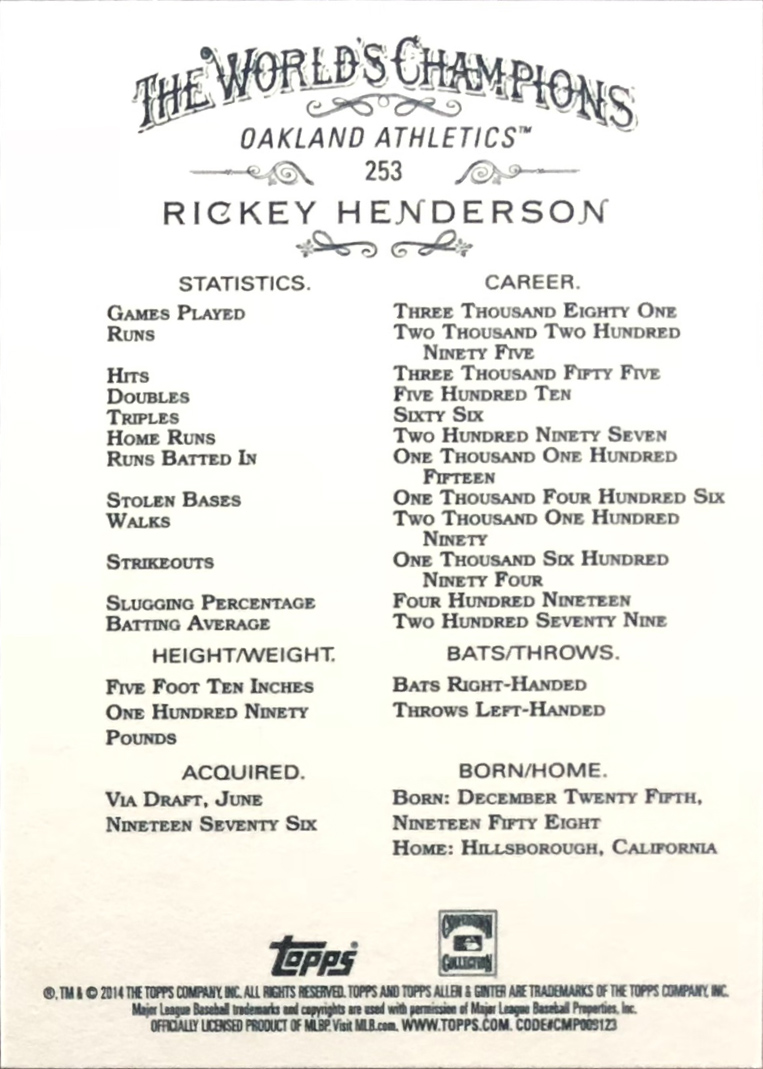 THE WORLD'S CHAMPIONS
OAKLAND ATHLETICS™
253
RICKEY HENDERSON
STATISTICS. CAREER.
GAMES PLAYED THREE THOUSAND EIGHTY ONE
RUNS TWO THOUSAND TWO HUNDRED
NINETY FIVE
HITS THREE THOUSAND FIFTY FIVE
DOUBLES FIVE HUNDRED TEN
TRIPLES SIXTY SIX
HOME RUNS TWO HUNDRED NINETY SEVEN
RUNS BATTED IN ONE THOUSAND ONE HUNDRED
FIFTEEN
STOLEN BASES ONE THOUSAND FOUR HUNDRED SIX
WALKS TWO THOUSAND ONE HUNDRED
NINETY
STRIKEOUTS ONE THOUSAND SIX HUNDRED
NINETY FOUR
SLUGGING PERCENTAGE FOUR HUNDRED NINETEEN
BATTING AVERAGE TWO HUNDRED SEVENTY NINE
HEIGHT/WEIGHT. BATS/THROWS.
FIVE FOOT TEN INCHES BATS RIGHT-HANDED
ONE HUNDRED NINETY THROWS LEFT-HANDED
POUNDS
ACQUIRED. BORN/HOME.
VIA DRAFT, JUNE BORN: DECEMBER TWENTY FIFTH,
NINETEEN SEVENTY SIX NINETEEN FIFTY EIGHT
HOME: HILLSBOROUGH, CALIFORNIA
COOPERSTOWN
topps® COLLECTION
®, TM & © 2014 THE TOPPS COMPANY, INC. ALL RIGHTS RESERVED. TOPPS AND TOPPS ALLEN & GINTER ARE TRADEMARKS OF THE TOPPS COMPANY, INC.
Major League Baseball trademarks and copyrights are used with permission of Major League Baseball Properties, Inc.
OFFICIALLY LICENSED PRODUCT OF MLBP. Visit MLB.com. WWW.TOPPS.COM. CODE#CMP009123